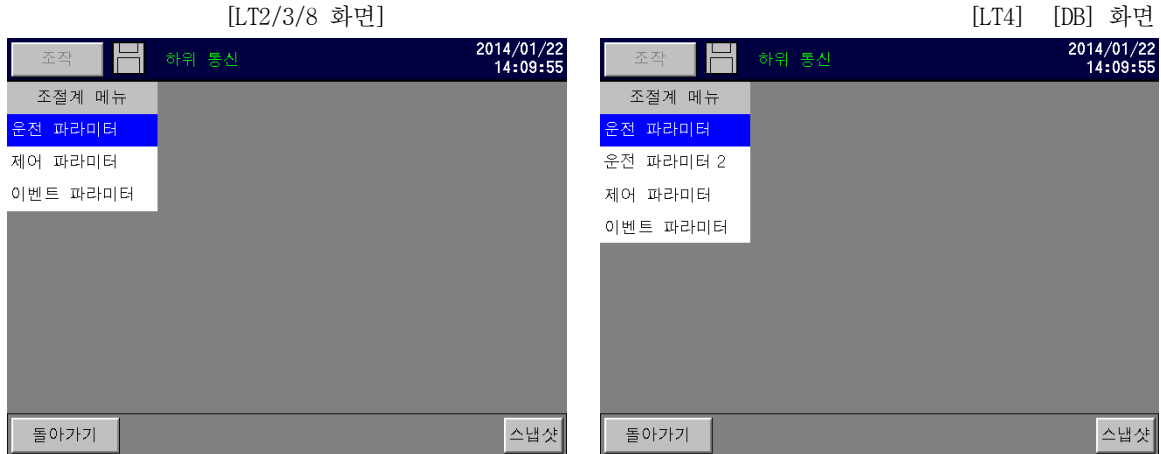 [LT2/3/8 화면]
조작 하위 통신 2014/01/22
14:09:55
조절계 메뉴
운전 파라미터
제어 파라미터
이벤트 파라미터
돌아가기 스냅샷
[LT4] [DB] 화면
조작 하위 통신 2014/01/22
14:09:55
조절계 메뉴
운전 파라미터
운전 파라미터 2
제어 파라미터
이벤트 파라미터
돌아가기 스냅샷